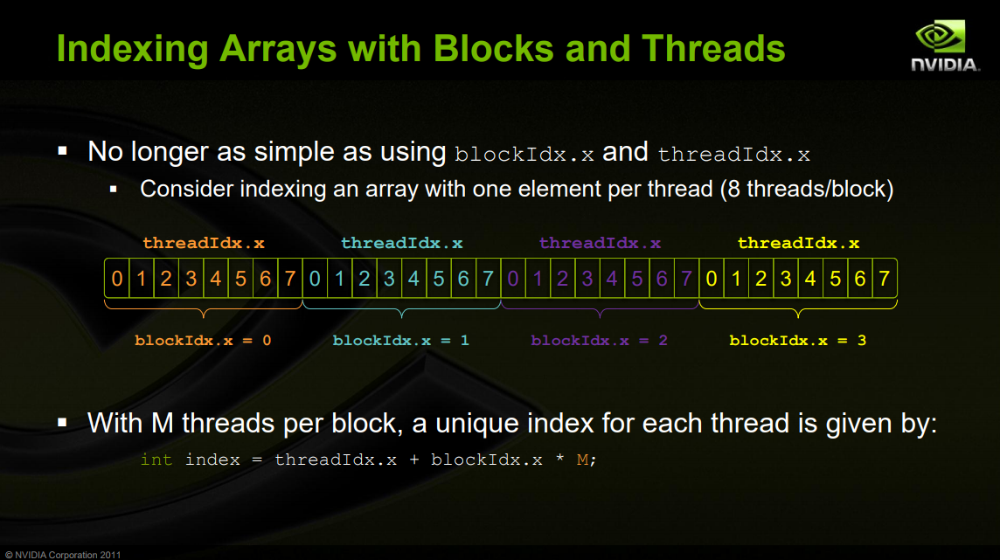 Indexing Arrays with Blocks and Threads
NVIDIA.
▪ No longer as simple as using blockIdx.x and threadIdx.x
▪ Consider indexing an array with one element per thread (8 threads/block)
threadIdx.x threadIdx.x threadIdx.x threadIdx.x
0 1 2 3 4 5 6 7 0 1 2 3 4 5 6 7 0 1 2 3 4 5 6 7 0 1 2 3 4 5 6 7
blockIdx.x = 0 blockIdx.x = 1 blockIdx.x = 2 blockIdx.x = 3
▪ With M threads per block, a unique index for each thread is given by:
int index = threadIdx.x + blockIdx.x * M;
© NVIDIA Corporation 2011